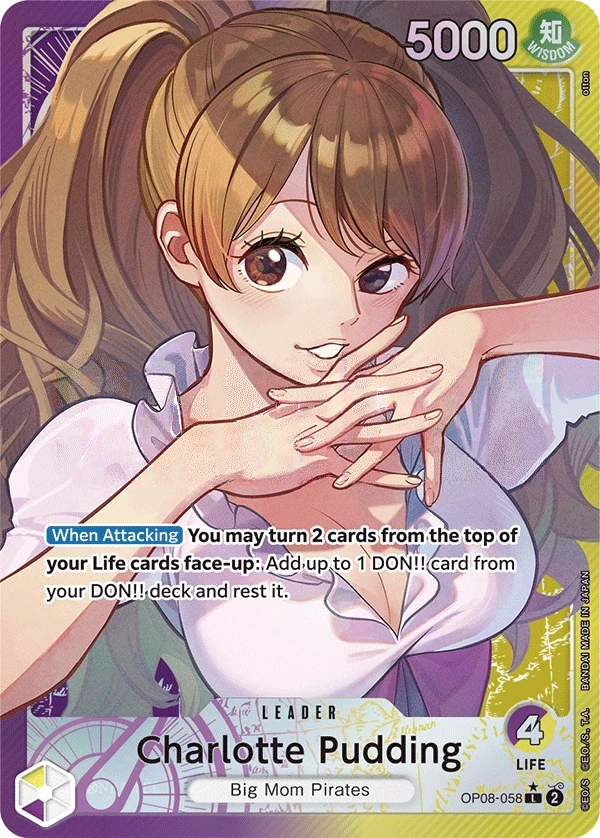 5000
知
WISDOM
otton
When Attacking You may turn 2 cards from the top of
your Life cards face-up: Add up to 1 DON!! card from
your DON!! deck and rest it.
LEADER
Charlotte Pudding
Big Mom Pirates
4
LIFE
OP08-058 L 2
©E.O/S ©E.O./S., T.A. BANDAI MADE IN JAPAN